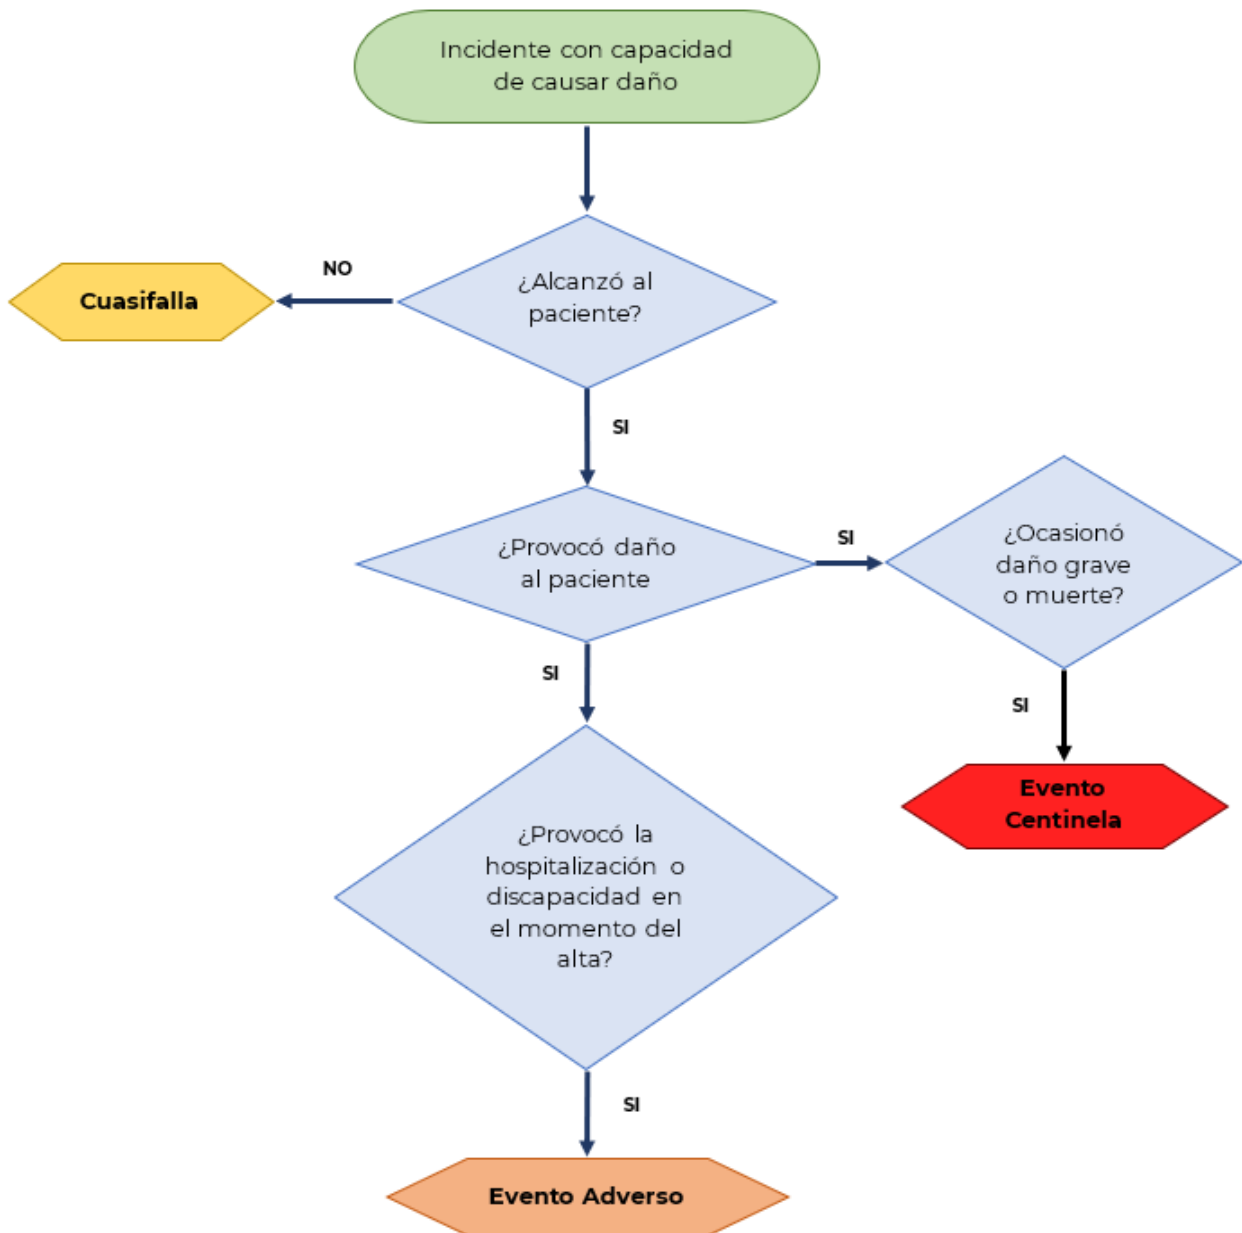 Incidente con capacidad
de causar daño
¿Alcanzó al
paciente?
NO
Cuasifalla
SI
¿Provocó daño
al paciente
SI
¿Ocasionó
daño grave
o muerte?
SI
Evento
Centinela
SI
¿Provocó la
hospitalización o
discapacidad en
el momento del
alta?
SI
Evento Adverso